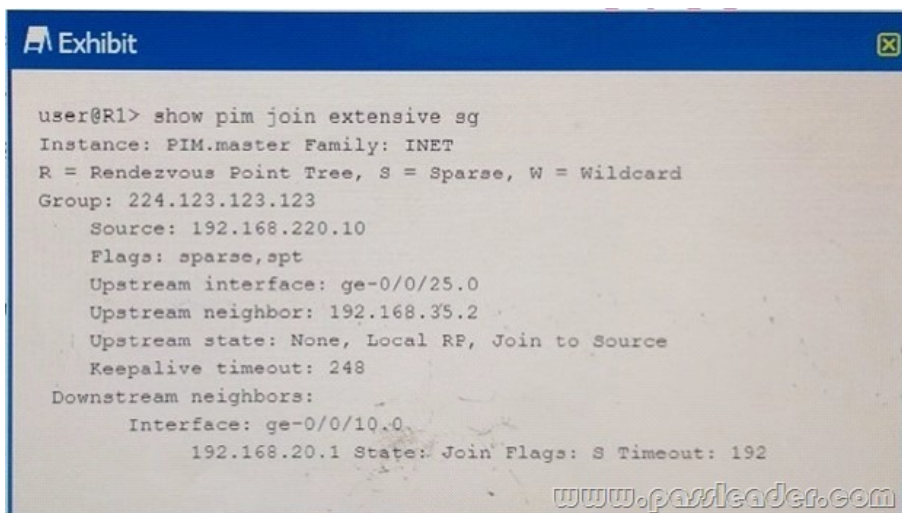 Exhibit
user@R1> show pim join extensive sg
Instance: PIM.master Family: INET
R = Rendezvous Point Tree, S = Sparse, W = Wildcard
Group: 224.123.123.123
Source: 192.168.220.10
Flags: sparse,spt
Upstream interface: ge-0/0/25.0
Upstream neighbor: 192.168.35.2
Upstream state: None, Local RP, Join to Source
Keepalive timeout: 248
Downstream neighbors:
Interface: ge-0/0/10.0
192.168.20.1 State: Join Flags: S Timeout: 192
www.passleader.com